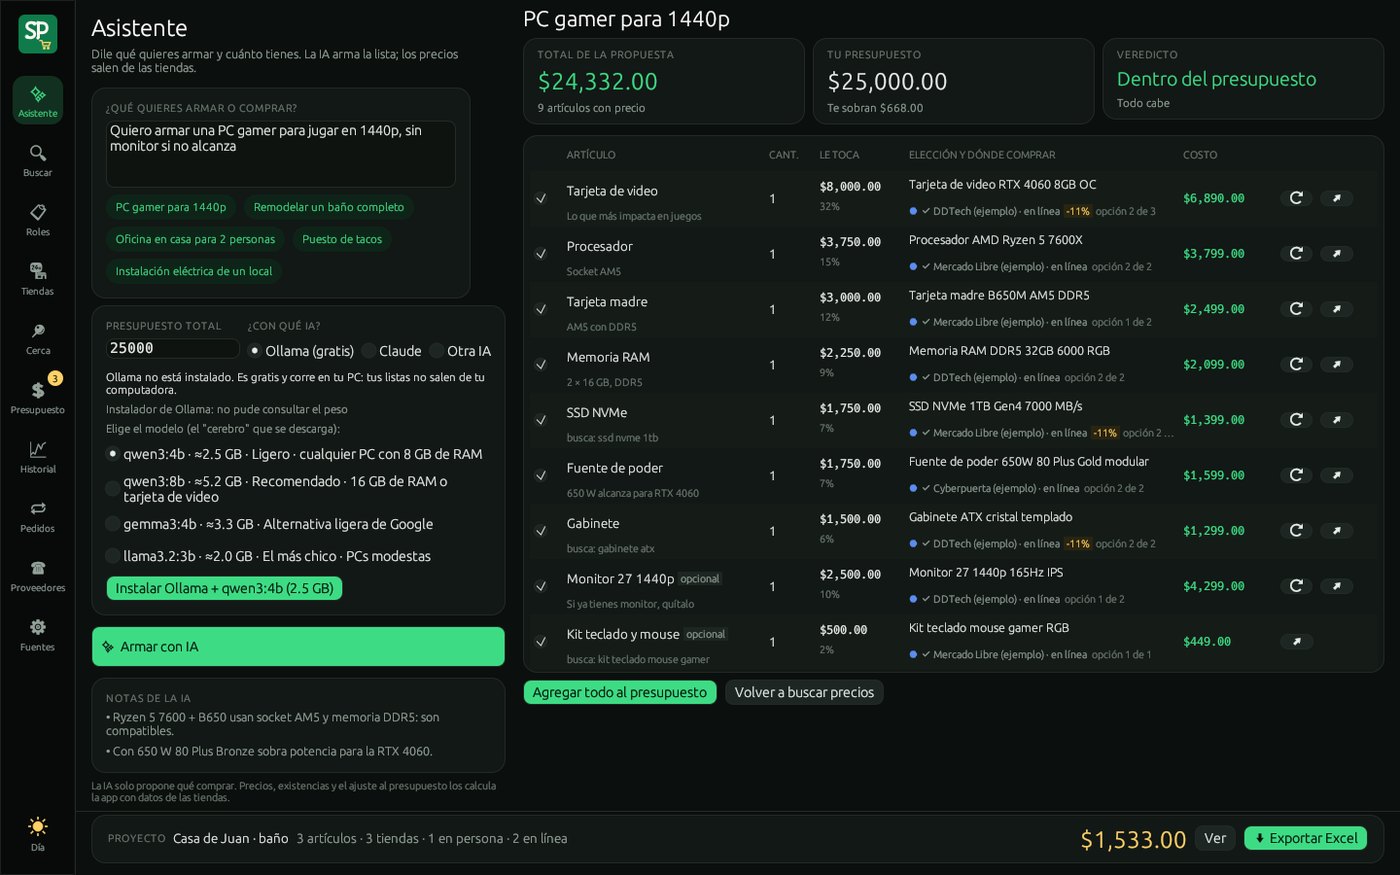 SP
Asistente
Buscar
Roles
Tiendas
Cerca
3
Presupuesto
Historial
Pedidos
Proveedores
Fuentes
Día
Asistente
Dile qué quieres armar y cuánto tienes. La IA arma la lista; los precios
salen de las tiendas.
¿QUÉ QUIERES ARMAR O COMPRAR?
Quiero armar una PC gamer para jugar en 1440p, sin
monitor si no alcanza
PC gamer para 1440p
Remodelar un baño completo
Oficina en casa para 2 personas
Puesto de tacos
Instalación eléctrica de un local
PRESUPUESTO TOTAL
¿CON QUÉ IA?
25000
Ollama (gratis)
Claude
Otra IA
Ollama no está instalado. Es gratis y corre en tu PC: tus listas no salen de tu
computadora.
Instalador de Ollama: no pude consultar el peso
Elige el modelo (el "cerebro" que se descarga):
qwen3:4b · ≈2.5 GB · Ligero · cualquier PC con 8 GB de RAM
qwen3:8b · ≈5.2 GB · Recomendado · 16 GB de RAM o
tarjeta de video
gemma3:4b · ≈3.3 GB · Alternativa ligera de Google
llama3.2:3b · ≈2.0 GB · El más chico · PCs modestas
Instalar Ollama + qwen3:4b (2.5 GB)
Armar con IA
NOTAS DE LA IA
• Ryzen 5 7600 + B650 usan socket AM5 y memoria DDR5: son
compatibles.
• Con 650 W 80 Plus Bronze sobra potencia para la RTX 4060.
La IA solo propone qué comprar. Precios, existencias y el ajuste al presupuesto los calcula
la app con datos de las tiendas.
PC gamer para 1440p
TOTAL DE LA PROPUESTA
$24,332.00
9 artículos con precio
TU PRESUPUESTO
$25,000.00
Te sobran $668.00
VEREDICTO
Dentro del presupuesto
Todo cabe
ARTÍCULO CANT. LE TOCA ELECCIÓN Y DÓNDE COMPRAR COSTO
Tarjeta de video 1 $8,000.00 Tarjeta de video RTX 4060 8GB OC $6,890.00
Lo que más impacta en juegos 32% ✓ DDTech (ejemplo) · en línea -11% opción 2 de 3
Procesador 1 $3,750.00 Procesador AMD Ryzen 5 7600X $3,799.00
Socket AM5 15% ✓ Mercado Libre (ejemplo) · en línea opción 2 de 2
Tarjeta madre 1 $3,000.00 Tarjeta madre B650M AM5 DDR5 $2,499.00
AM5 con DDR5 12% ✓ Mercado Libre (ejemplo) · en línea opción 1 de 2
Memoria RAM 1 $2,250.00 Memoria RAM DDR5 32GB 6000 RGB $2,099.00
2 × 16 GB, DDR5 9% ✓ DDTech (ejemplo) · en línea opción 2 de 2
SSD NVMe 1 $1,750.00 SSD NVMe 1TB Gen4 7000 MB/s $1,399.00
busca: ssd nvme 1tb 7% ✓ Mercado Libre (ejemplo) · en línea -11% opción 2 ...
Fuente de poder 1 $1,750.00 Fuente de poder 650W 80 Plus Gold modular $1,599.00
650 W alcanza para RTX 4060 7% ✓ Cyberpuerta (ejemplo) · en línea opción 2 de 2
Gabinete 1 $1,500.00 Gabinete ATX cristal templado $1,299.00
busca: gabinete atx 6% ✓ DDTech (ejemplo) · en línea -11% opción 2 de 2
Monitor 27 1440p opcional 1 $2,500.00 Monitor 27 1440p 165Hz IPS $4,299.00
Si ya tienes monitor, quítalo 10% ✓ DDTech (ejemplo) · en línea opción 1 de 2
Kit teclado y mouse opcional 1 $500.00 Kit teclado mouse gamer RGB $449.00
busca: kit teclado mouse gamer 2% ✓ Mercado Libre (ejemplo) · en línea opción 1 de 1
Agregar todo al presupuesto
Volver a buscar precios
PROYECTO Casa de Juan · baño 3 artículos · 3 tiendas · 1 en persona · 2 en línea
$1,533.00
Ver
Exportar Excel